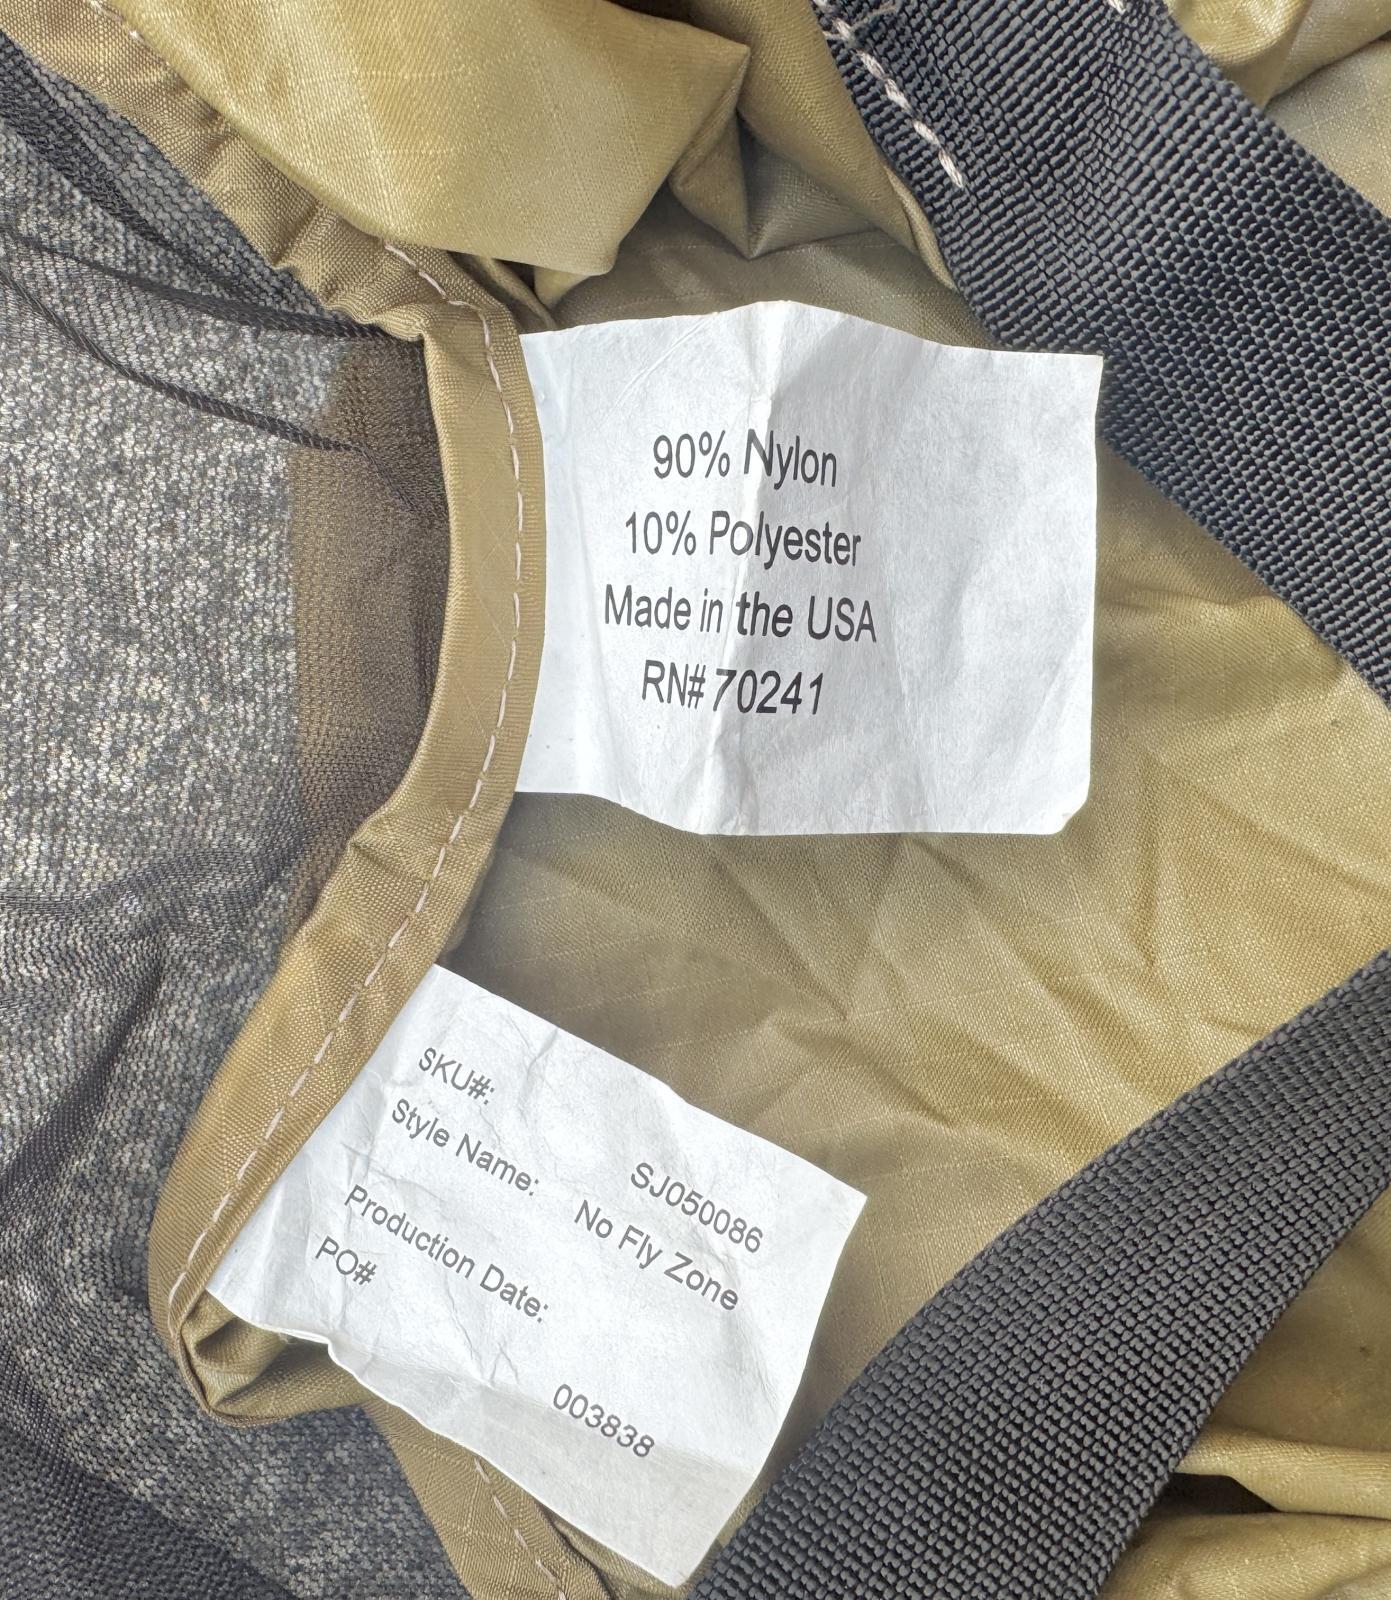 90% Nylon
10% Polyester
Made in the USA
RN# 70241
SKU#: SJ050086
Style Name: No Fly Zone
Production Date:
PO# 003838